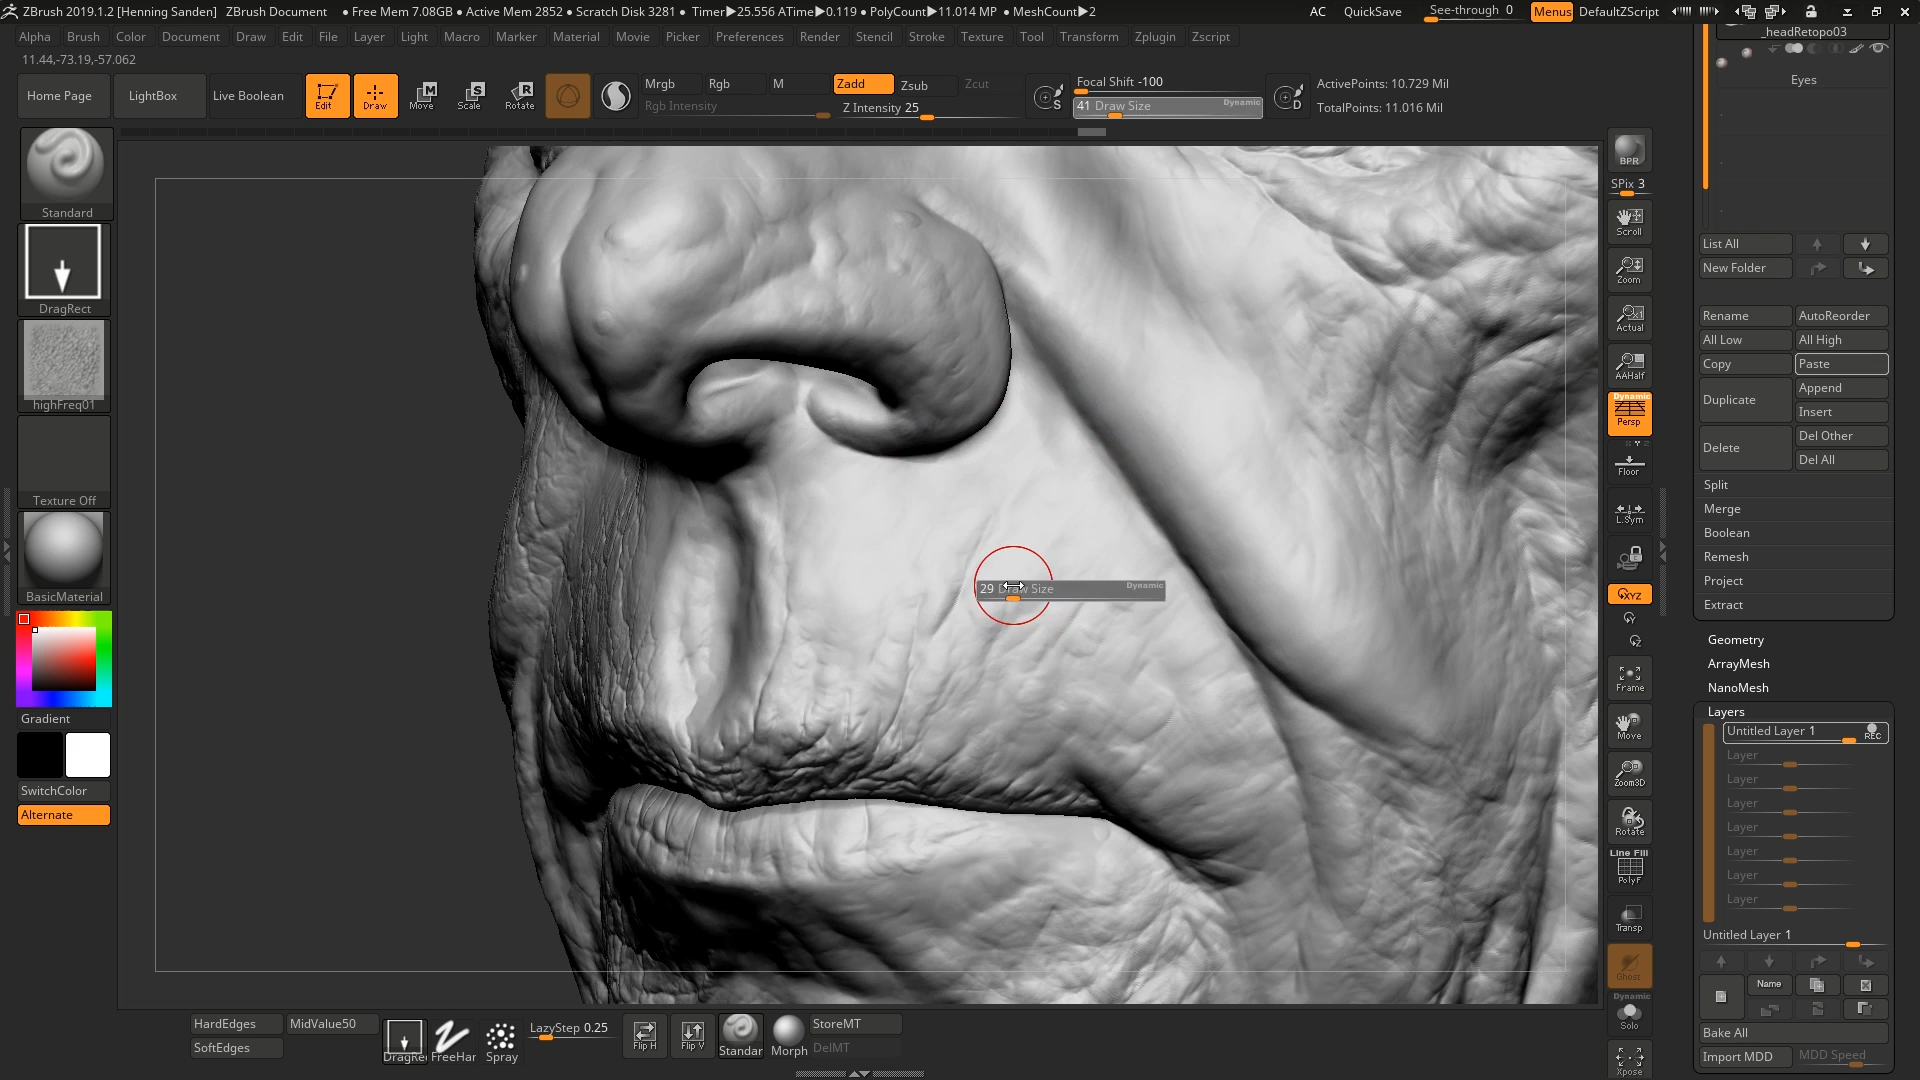 ZBrush 2019.1.2 [Henning Sanden]   ZBrush Document   • Free Mem 7.08GB • Active Mem 2852 • Scratch Disk 3281 •  Timer▶25.556 ATime▶0.119 • PolyCount▶11.014 MP  • MeshCount▶2
AC QuickSave See-through 0 Menus DefaultZScript
Alpha Brush Color Document Draw Edit File Layer Light Macro Marker Material Movie Picker Preferences Render Stencil Stroke Texture Tool Transform Zplugin Zscript
11.44,-73.19,-57.062
Home Page LightBox Live Boolean Edit Draw Move Scale Rotate
Mrgb Rgb M Zadd Zsub Zcut
Rgb Intensity Z Intensity 25
Focal Shift -100
41 Draw Size Dynamic
S
D
ActivePoints: 10.729 Mil
TotalPoints: 11.016 Mil
Standard
DragRect
highFreq01
Texture Off
BasicMaterial
Gradient
SwitchColor
Alternate
29 Draw Size Dynamic
HardEdges MidValue50
SoftEdges
DragRe FreeHan Spray
LazyStep 0.25
Flip H Flip V Standar Morph
StoreMT
DelMT
BPR
SPix 3
Scroll
Zoom
Actual
AAHalf
Dynamic
Persp
Floor
L.Sym
XYZ
Y
Z
Frame
Move
Zoom3D
Rotate
Line Fill
PolyF
Transp
Ghost
Dynamic
Solo
Xpose
_headRetopo03
Eyes
List All
New Folder
Rename AutoReorder
All Low All High
Copy Paste
Duplicate Append
Insert
Delete Del Other
Del All
Split
Merge
Boolean
Remesh
Project
Extract
Geometry
ArrayMesh
NanoMesh
Layers
Untitled Layer 1 REC
Layer
Layer
Layer
Layer
Layer
Layer
Layer
Untitled Layer 1
Name
Bake All
Import MDD MDD Speed